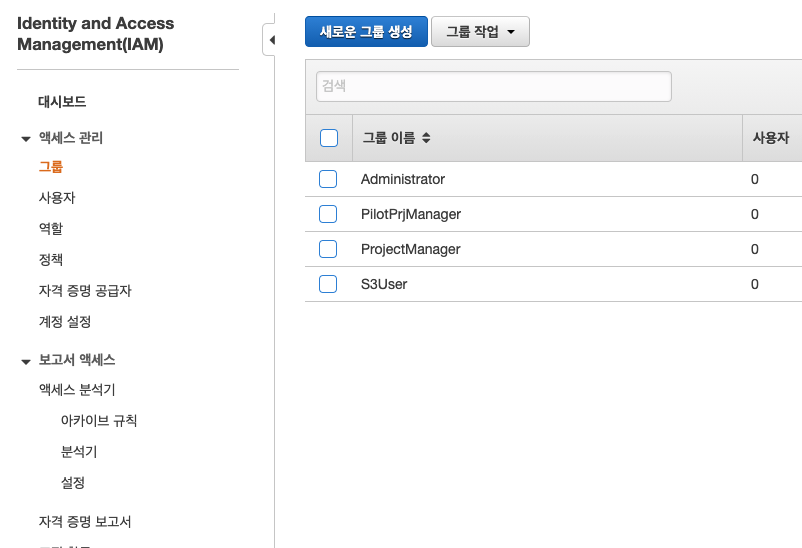 Identity and Access
Management(IAM)
대시보드
액세스 관리
그룹
사용자
역할
정책
자격 증명 공급자
계정 설정
보고서 액세스
액세스 분석기
아카이브 규칙
분석기
설정
자격 증명 보고서
새로운 그룹 생성 그룹 작업
검색
그룹 이름 사용자
Administrator 0
PilotPrjManager 0
ProjectManager 0
S3User 0